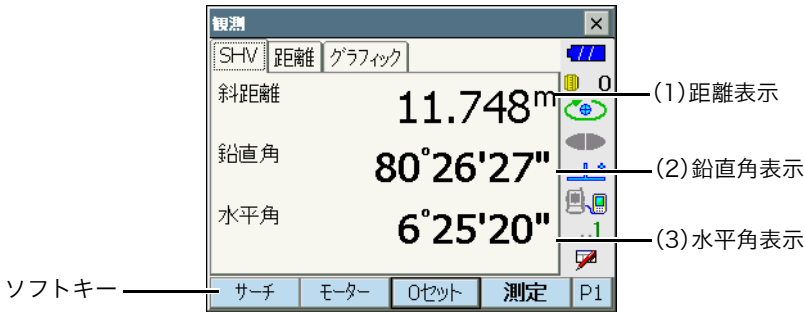 観測
SHV 距離 グラフィック
0
斜距離 11.748m (1)距離表示
鉛直角 80°26'27" (2)鉛直角表示
水平角 6°25'20" (3)水平角表示
1
ソフトキー サーチ モーター 0セット 測定 P1